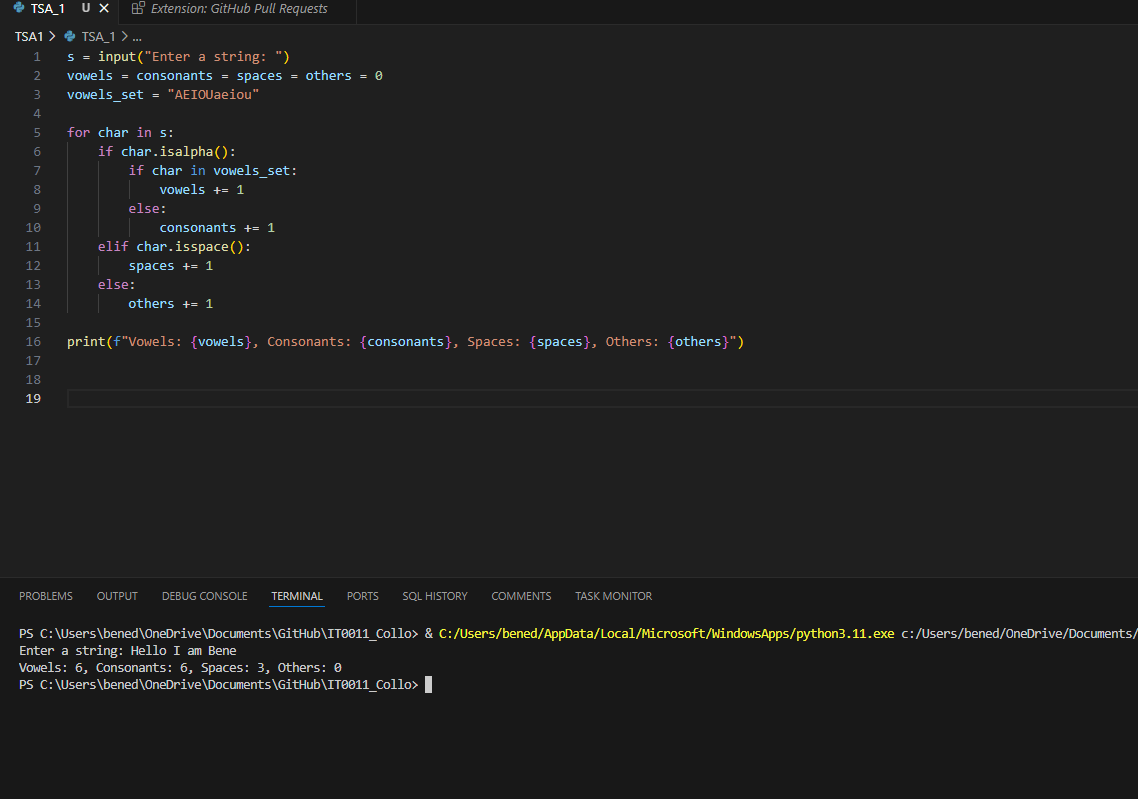 TSA_1 U Extension: GitHub Pull Requests
TSA1 > TSA_1 > ...
1 s = input("Enter a string: ")
2 vowels = consonants = spaces = others = 0
3 vowels_set = "AEIOUaeiou"
4
5 for char in s:
6     if char.isalpha():
7         if char in vowels_set:
8             vowels += 1
9         else:
10             consonants += 1
11     elif char.isspace():
12         spaces += 1
13     else:
14         others += 1
15
16 print(f"Vowels: {vowels}, Consonants: {consonants}, Spaces: {spaces}, Others: {others}")
17
18
19
PROBLEMS OUTPUT DEBUG CONSOLE TERMINAL PORTS SQL HISTORY COMMENTS TASK MONITOR
PS C:\Users\bened\OneDrive\Documents\GitHub\IT0011_Collo> & C:/Users/bened/AppData/Local/Microsoft/WindowsApps/python3.11.exe c:/Users/bened/OneDrive/Documents/
Enter a string: Hello I am Bene
Vowels: 6, Consonants: 6, Spaces: 3, Others: 0
PS C:\Users\bened\OneDrive\Documents\GitHub\IT0011_Collo>